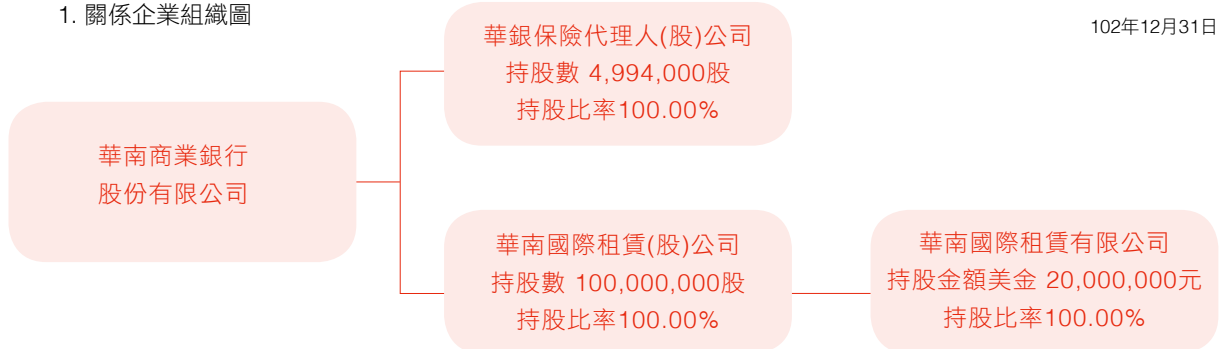 1. 關係企業組織圖
102年12月31日
華銀保險代理人(股)公司
持股數 4,994,000股
持股比率100.00%
華南商業銀行
股份有限公司
華南國際租賃(股)公司
持股數 100,000,000股
持股比率100.00%
華南國際租賃有限公司
持股金額美金 20,000,000元
持股比率100.00%